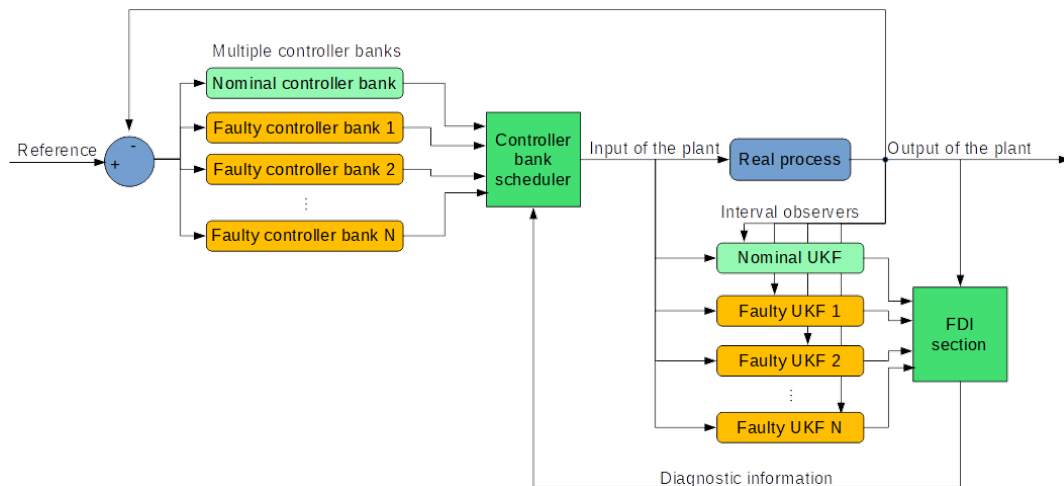 Multiple controller banks
Nominal controller bank
Faulty controller bank 1
Faulty controller bank 2
⋮
Faulty controller bank N
Reference
+
-
Controller
bank
scheduler
Input of the plant
Real process
Output of the plant
Interval observers
Nominal UKF
Faulty UKF 1
Faulty UKF 2
⋮
Faulty UKF N
FDI
section
Diagnostic information